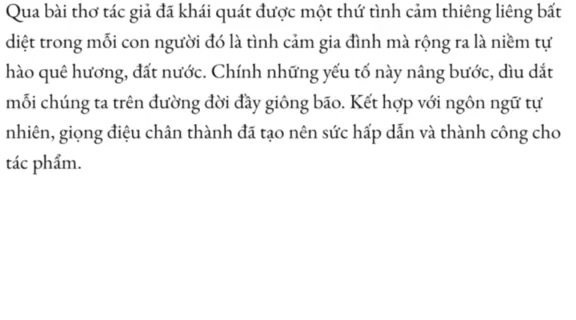 Qua bài thơ tác giả đã khái quát được một thứ tình cảm thiêng liêng bất
diệt trong mỗi con người đó là tình cảm gia đình mà rộng ra là niềm tự
hào quê hương, đất nước. Chính những yếu tố này nâng bước, dìu dắt
mỗi chúng ta trên đường đời đầy giông bão. Kết hợp với ngôn ngữ tự
nhiên, giọng điệu chân thành đã tạo nên sức hấp dẫn và thành công cho
tác phẩm.